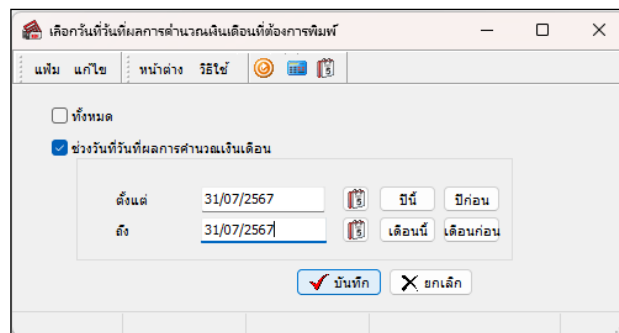 เลือกวันที่วันที่ผลการคำนวณเงินเดือนที่ต้องการพิมพ์
แฟ้ม แก้ไข หน้าต่าง วิธีใช้
ทั้งหมด
ช่วงวันที่วันที่ผลการคำนวณเงินเดือน
ตั้งแต่ 31/07/2567 5 ปีนี้ ปีก่อน
ถึง 31/07/2567 5 เดือนนี้ เดือนก่อน
บันทึก ยกเลิก